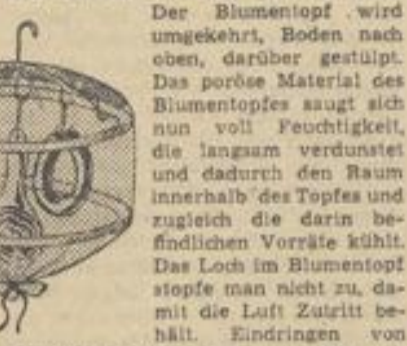 Der Blumentopf wird
umgekehrt, Boden nach
oben, darüber gestülpt.
Das poröse Material des
Blumentopfes saugt sich
nun voll Feuchtigkeit,
die langsam verdunstet
und dadurch den Raum
innerhalb des Topfes und
zugleich die darin be-
findlichen Vorräte kühlt.
Das Loch im Blumentopf
stopfe man nicht zu, da-
mit die Luft Zutritt be-
hält. Eindringen von